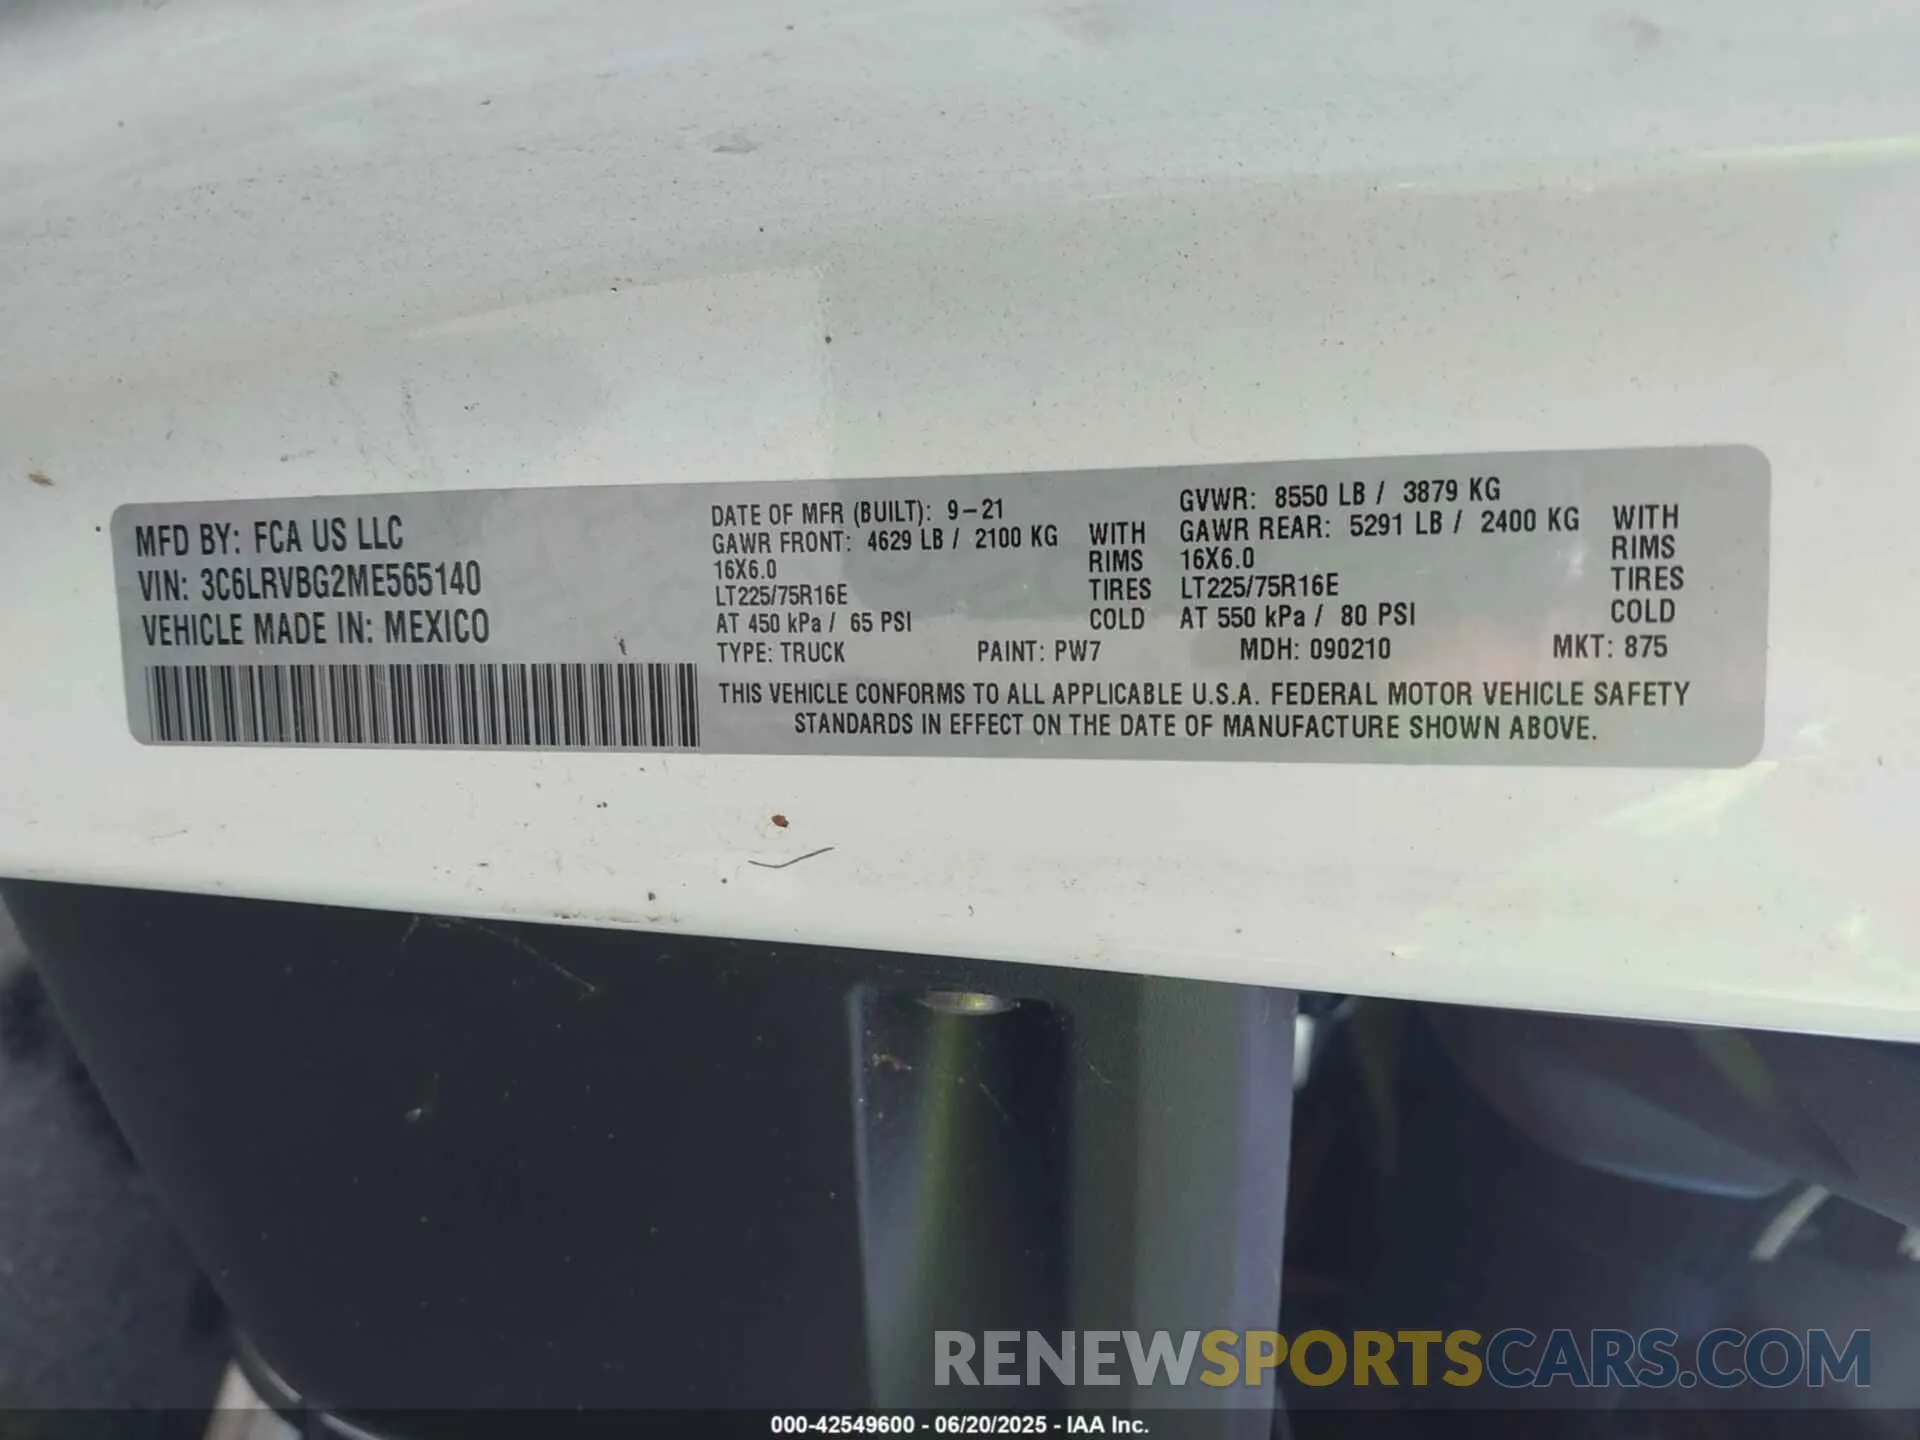 MFD BY: FCA US LLC
VIN: 3C6LRVBG2ME565140
VEHICLE MADE IN: MEXICO
DATE OF MFR (BUILT): 9-21
GAWR FRONT: 4629 LB / 2100 KG WITH
16X6.0 RIMS
LT225/75R16E TIRES
AT 450 kPa / 65 PSI COLD
GVWR: 8550 LB / 3879 KG
GAWR REAR: 5291 LB / 2400 KG WITH
16X6.0 RIMS
LT225/75R16E TIRES
AT 550 kPa / 80 PSI COLD
TYPE: TRUCK PAINT: PW7 MDH: 090210 MKT: 875
THIS VEHICLE CONFORMS TO ALL APPLICABLE U.S.A. FEDERAL MOTOR VEHICLE SAFETY
STANDARDS IN EFFECT ON THE DATE OF MANUFACTURE SHOWN ABOVE.
RENEWSPORTSCARS.COM
000-42549600 - 06/20/2025 - IAA Inc.